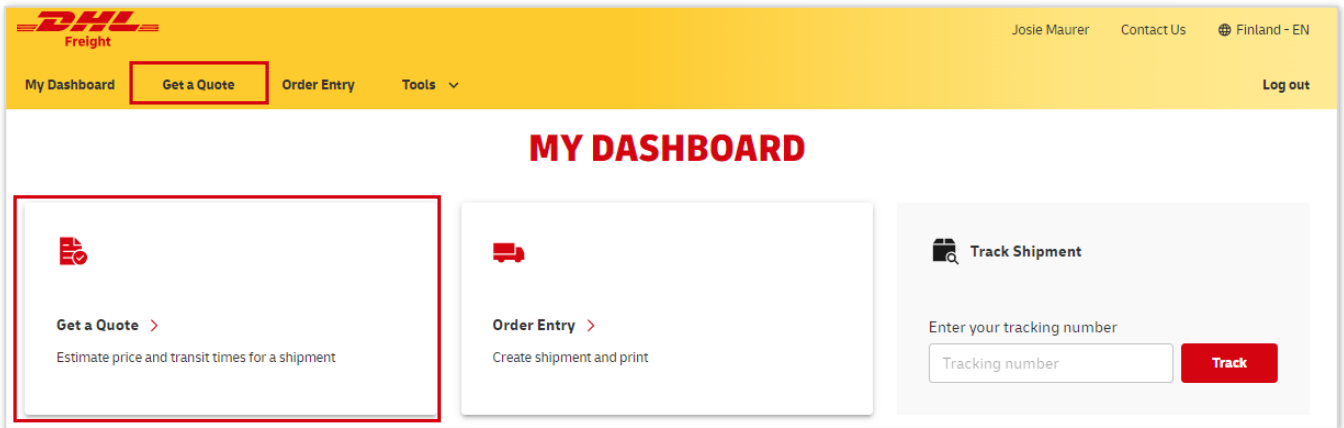 DHL
Freight
Josie Maurer Contact Us Finland - EN
My Dashboard Get a Quote Order Entry Tools Log out
MY DASHBOARD
Track Shipment
Get a Quote
Estimate price and transit times for a shipment
Order Entry
Create shipment and print
Enter your tracking number
Tracking number Track